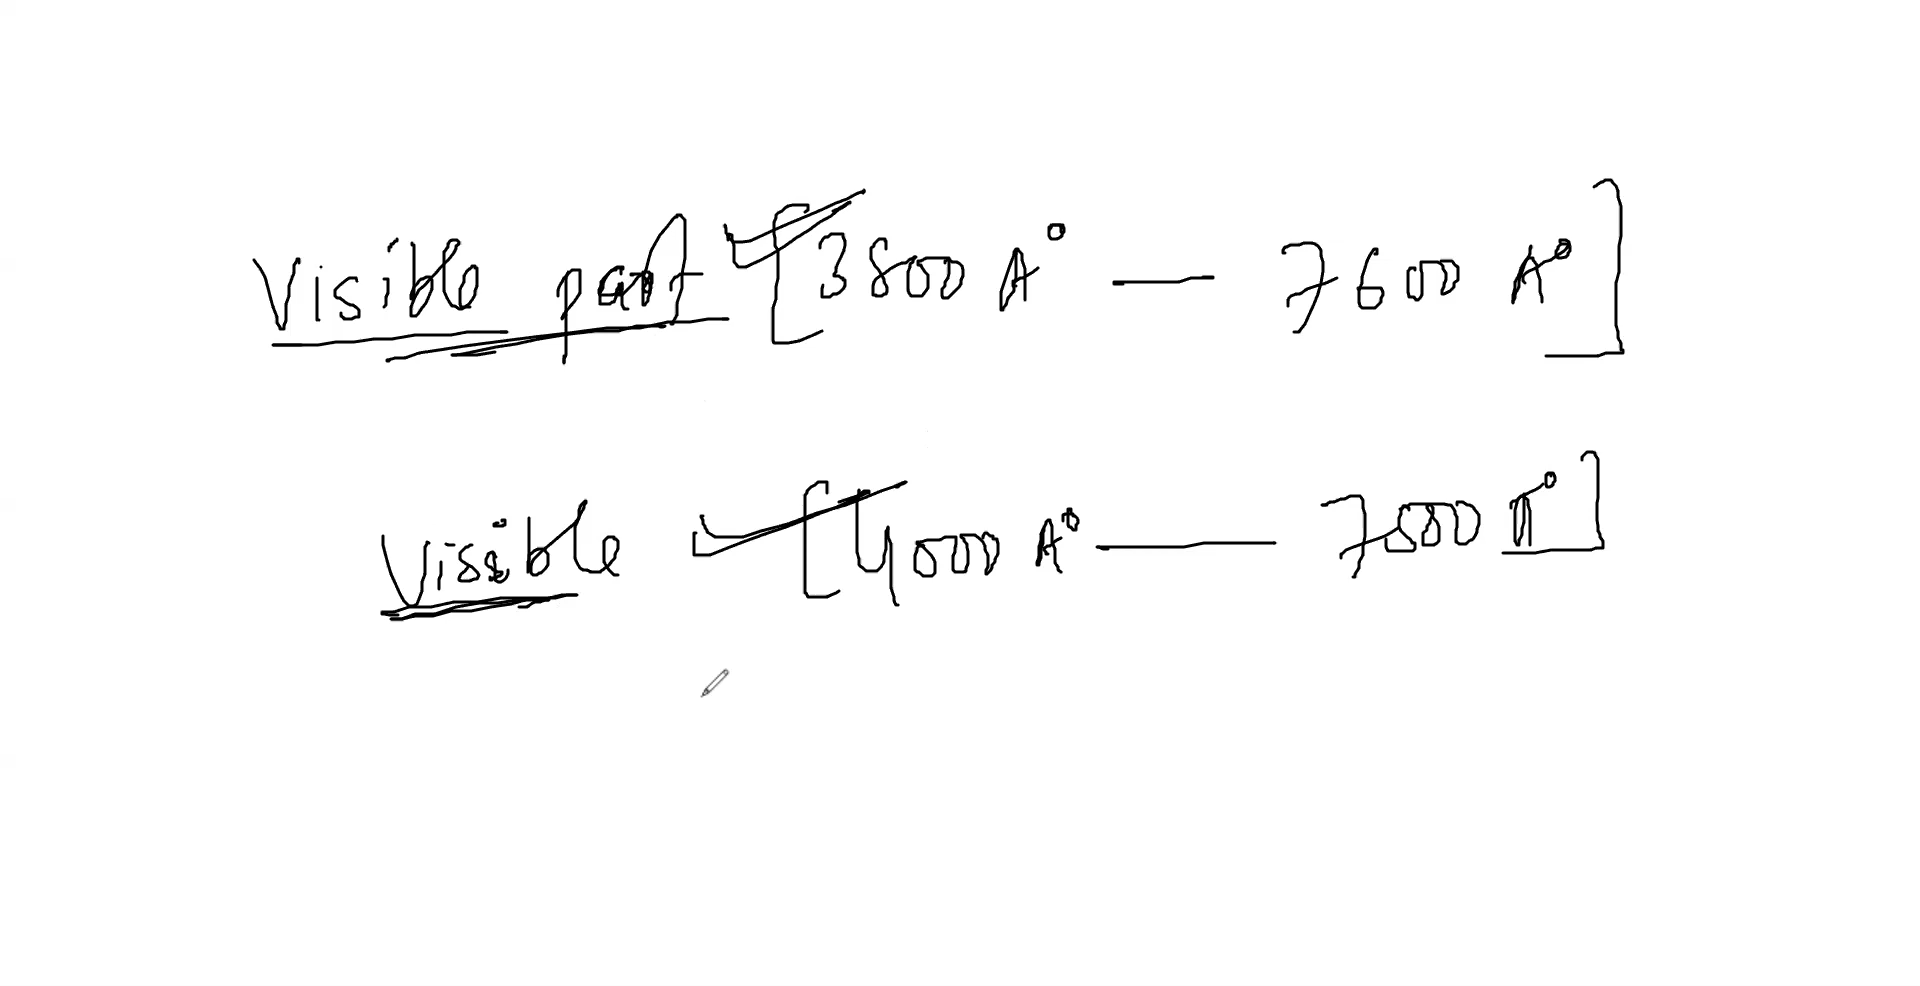 Visible part [3800 A° — 7600 A°]
Visible [4000 A° — 7800 A°]